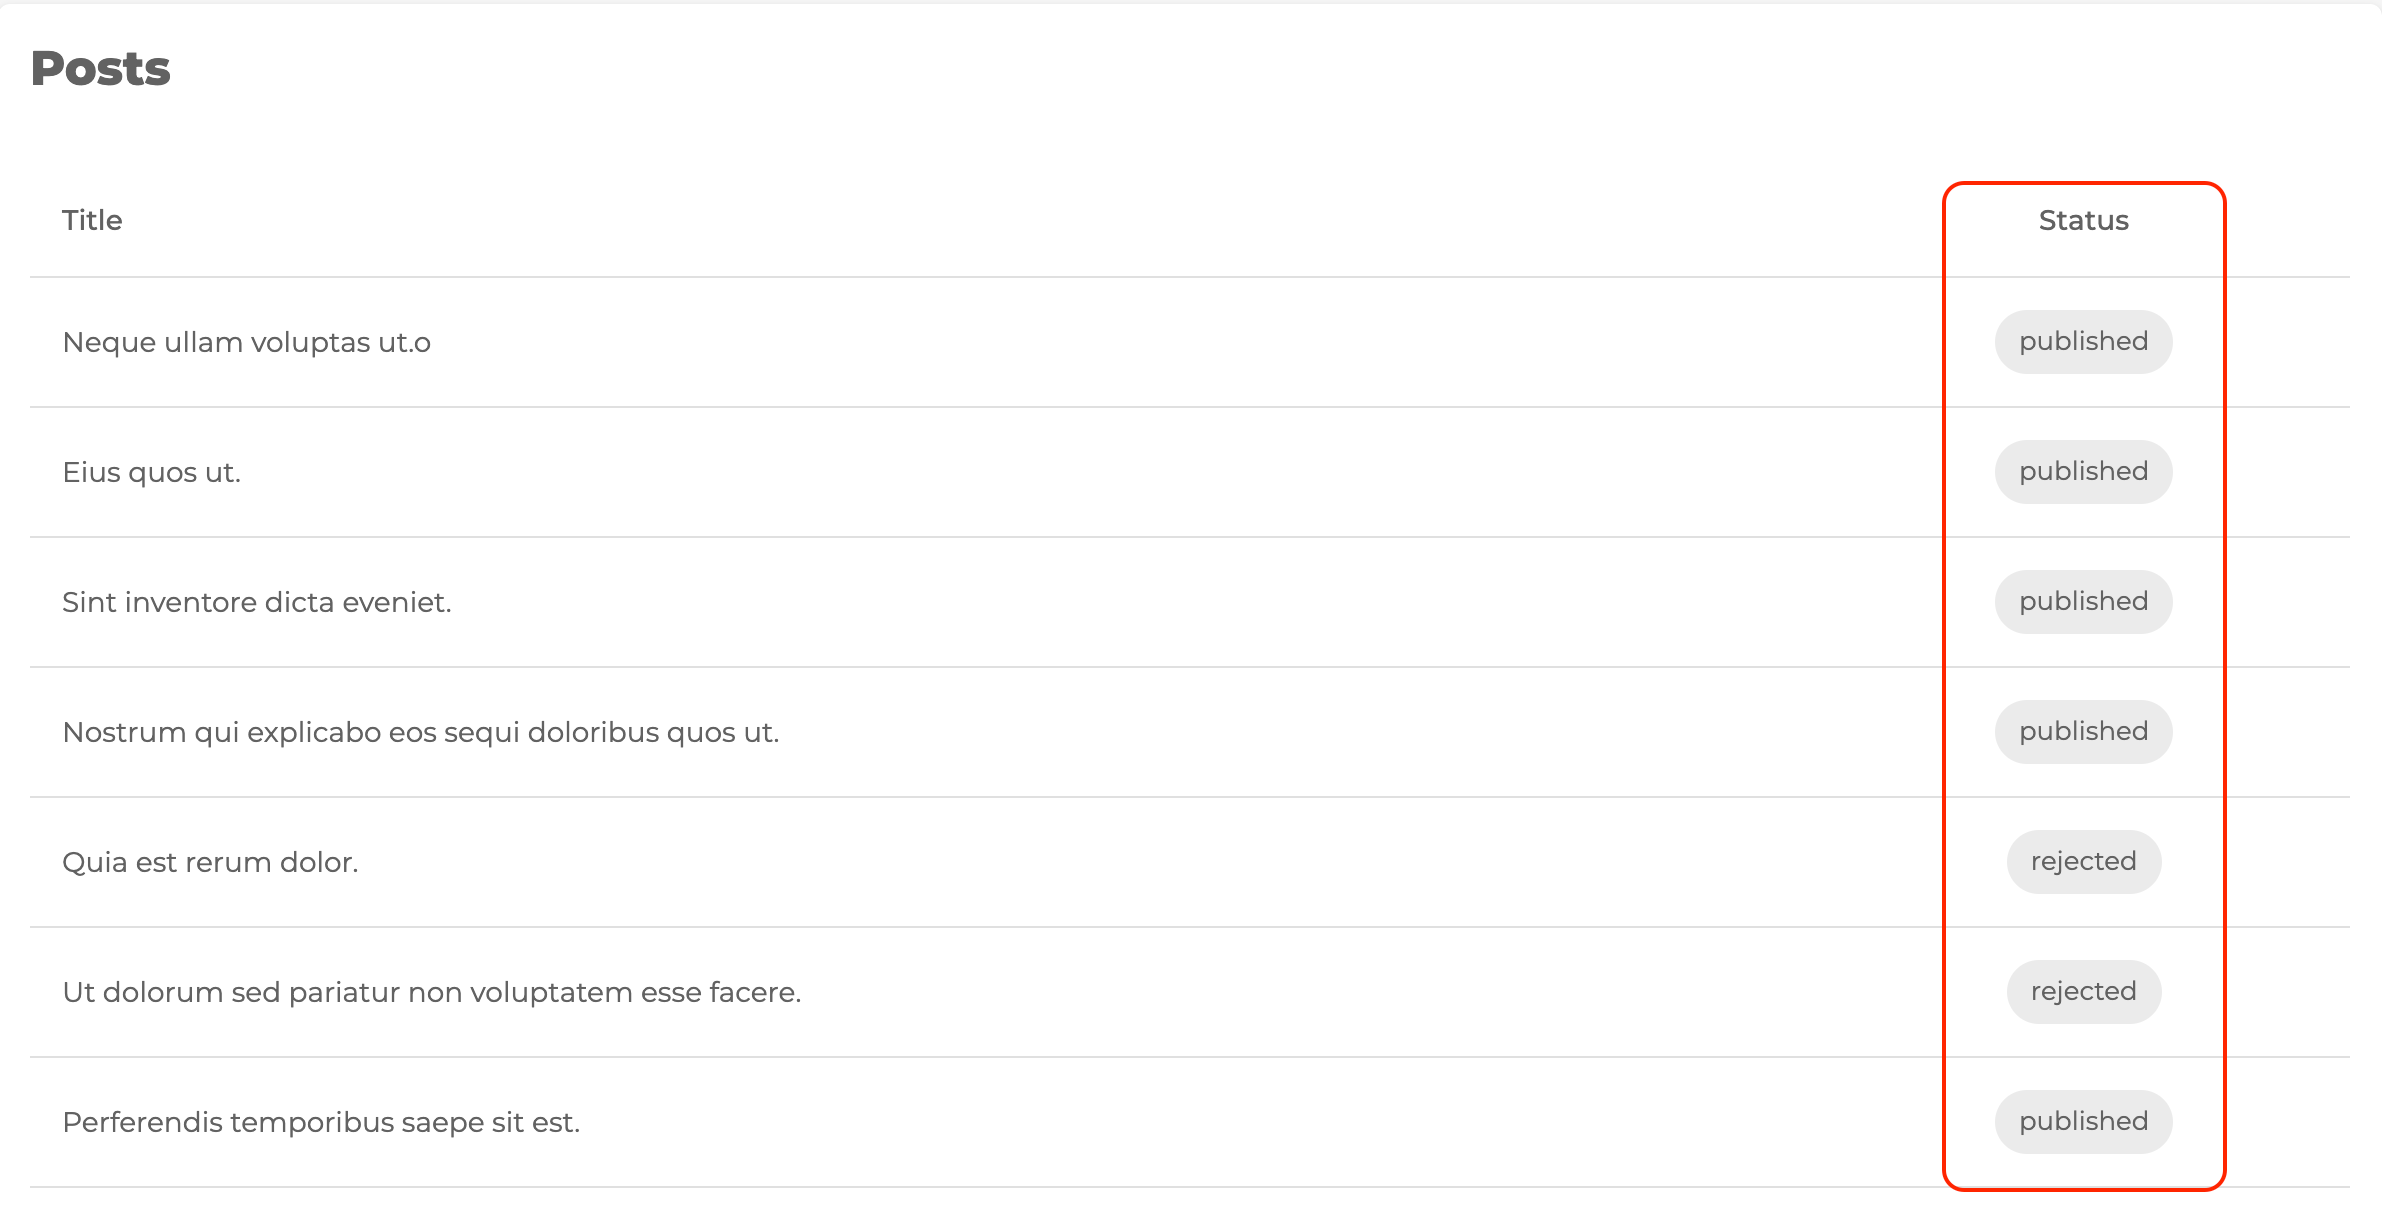 Posts
Title Status
Neque ullam voluptas ut.o published
Eius quos ut. published
Sint inventore dicta eveniet. published
Nostrum qui explicabo eos sequi doloribus quos ut. published
Quia est rerum dolor. rejected
Ut dolorum sed pariatur non voluptatem esse facere. rejected
Perferendis temporibus saepe sit est. published